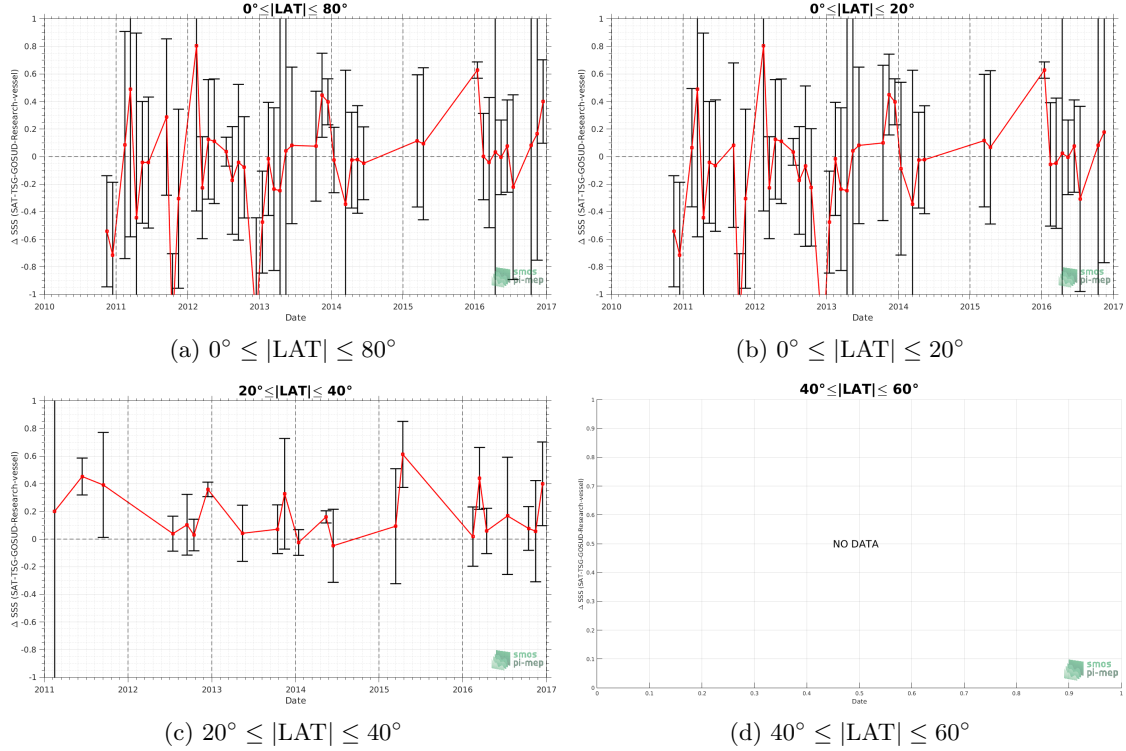 0°≤|LAT|≤ 80°
Δ SSS (SAT-TSG-GOSUD-Research-vessel)
1
0.8
0.6
0.4
0.2
0
-0.2
-0.4
-0.6
-0.8
-1
2010 2011 2012 2013 2014 2015 2016 2017
Date
smos
pi-mep
(a) 0° ≤ |LAT| ≤ 80°
0°≤|LAT|≤ 20°
Δ SSS (SAT-TSG-GOSUD-Research-vessel)
1
0.8
0.6
0.4
0.2
0
-0.2
-0.4
-0.6
-0.8
-1
2010 2011 2012 2013 2014 2015 2016 2017
Date
smos
pi-mep
(b) 0° ≤ |LAT| ≤ 20°
20°≤|LAT|≤ 40°
Δ SSS (SAT-TSG-GOSUD-Research-vessel)
1
0.8
0.6
0.4
0.2
0
-0.2
-0.4
-0.6
-0.8
-1
2011 2012 2013 2014 2015 2016 2017
Date
smos
pi-mep
(c) 20° ≤ |LAT| ≤ 40°
40°≤|LAT|≤ 60°
Δ SSS (SAT-TSG-GOSUD-Research-vessel)
1
0.9
0.8
0.7
0.6
0.5
0.4
0.3
0.2
0.1
0
NO DATA
0 0.1 0.2 0.3 0.4 0.5 0.6 0.7 0.8 0.9 1
Date
smos
pi-mep
(d) 40° ≤ |LAT| ≤ 60°